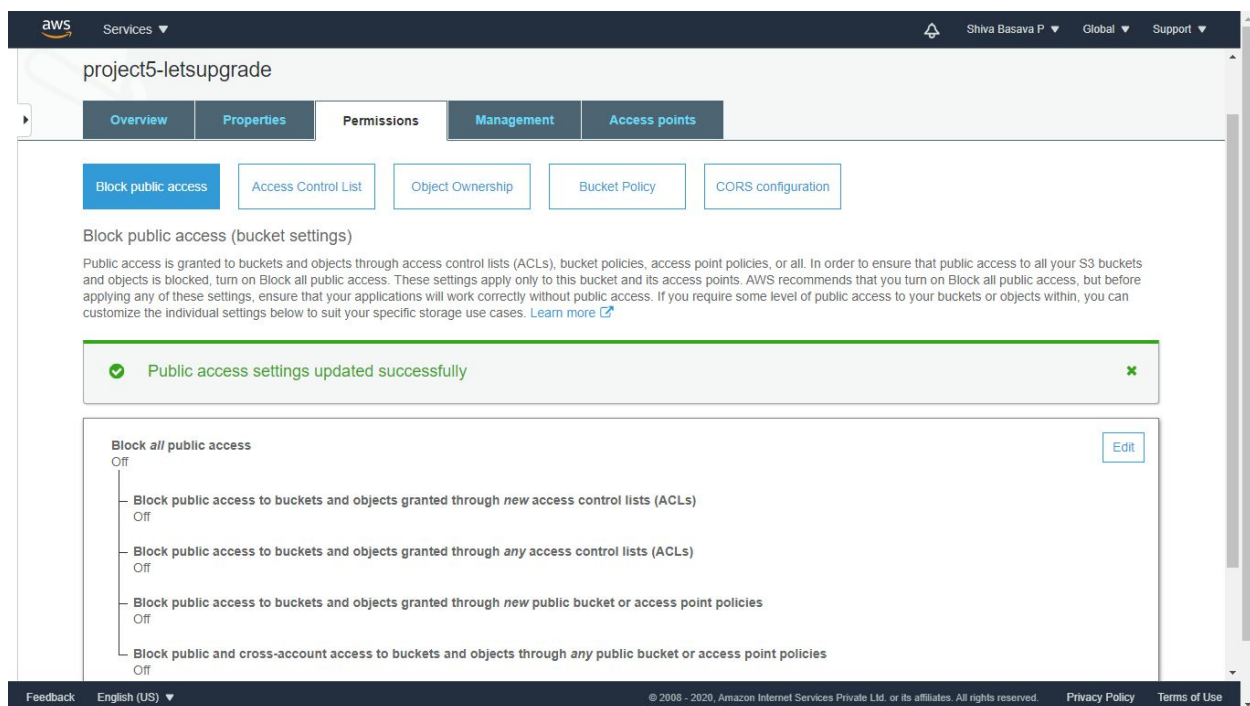 aws Services ▼ Shiva Basava P ▼ Global ▼ Support ▼
project5-letsupgrade
Overview Properties Permissions Management Access points
Block public access Access Control List Object Ownership Bucket Policy CORS configuration
Block public access (bucket settings)
Public access is granted to buckets and objects through access control lists (ACLs), bucket policies, access point policies, or all. In order to ensure that public access to all your S3 buckets
and objects is blocked, turn on Block all public access. These settings apply only to this bucket and its access points. AWS recommends that you turn on Block all public access, but before
applying any of these settings, ensure that your applications will work correctly without public access. If you require some level of public access to your buckets or objects within, you can
customize the individual settings below to suit your specific storage use cases. Learn more
Public access settings updated successfully
Block all public access
Edit
Off
Block public access to buckets and objects granted through new access control lists (ACLs)
Off
Block public access to buckets and objects granted through any access control lists (ACLs)
Off
Block public access to buckets and objects granted through new public bucket or access point policies
Off
Block public and cross-account access to buckets and objects through any public bucket or access point policies
Off
Feedback English (US) ▼ © 2008 - 2020, Amazon Internet Services Private Ltd. or its affiliates. All rights reserved. Privacy Policy Terms of Use